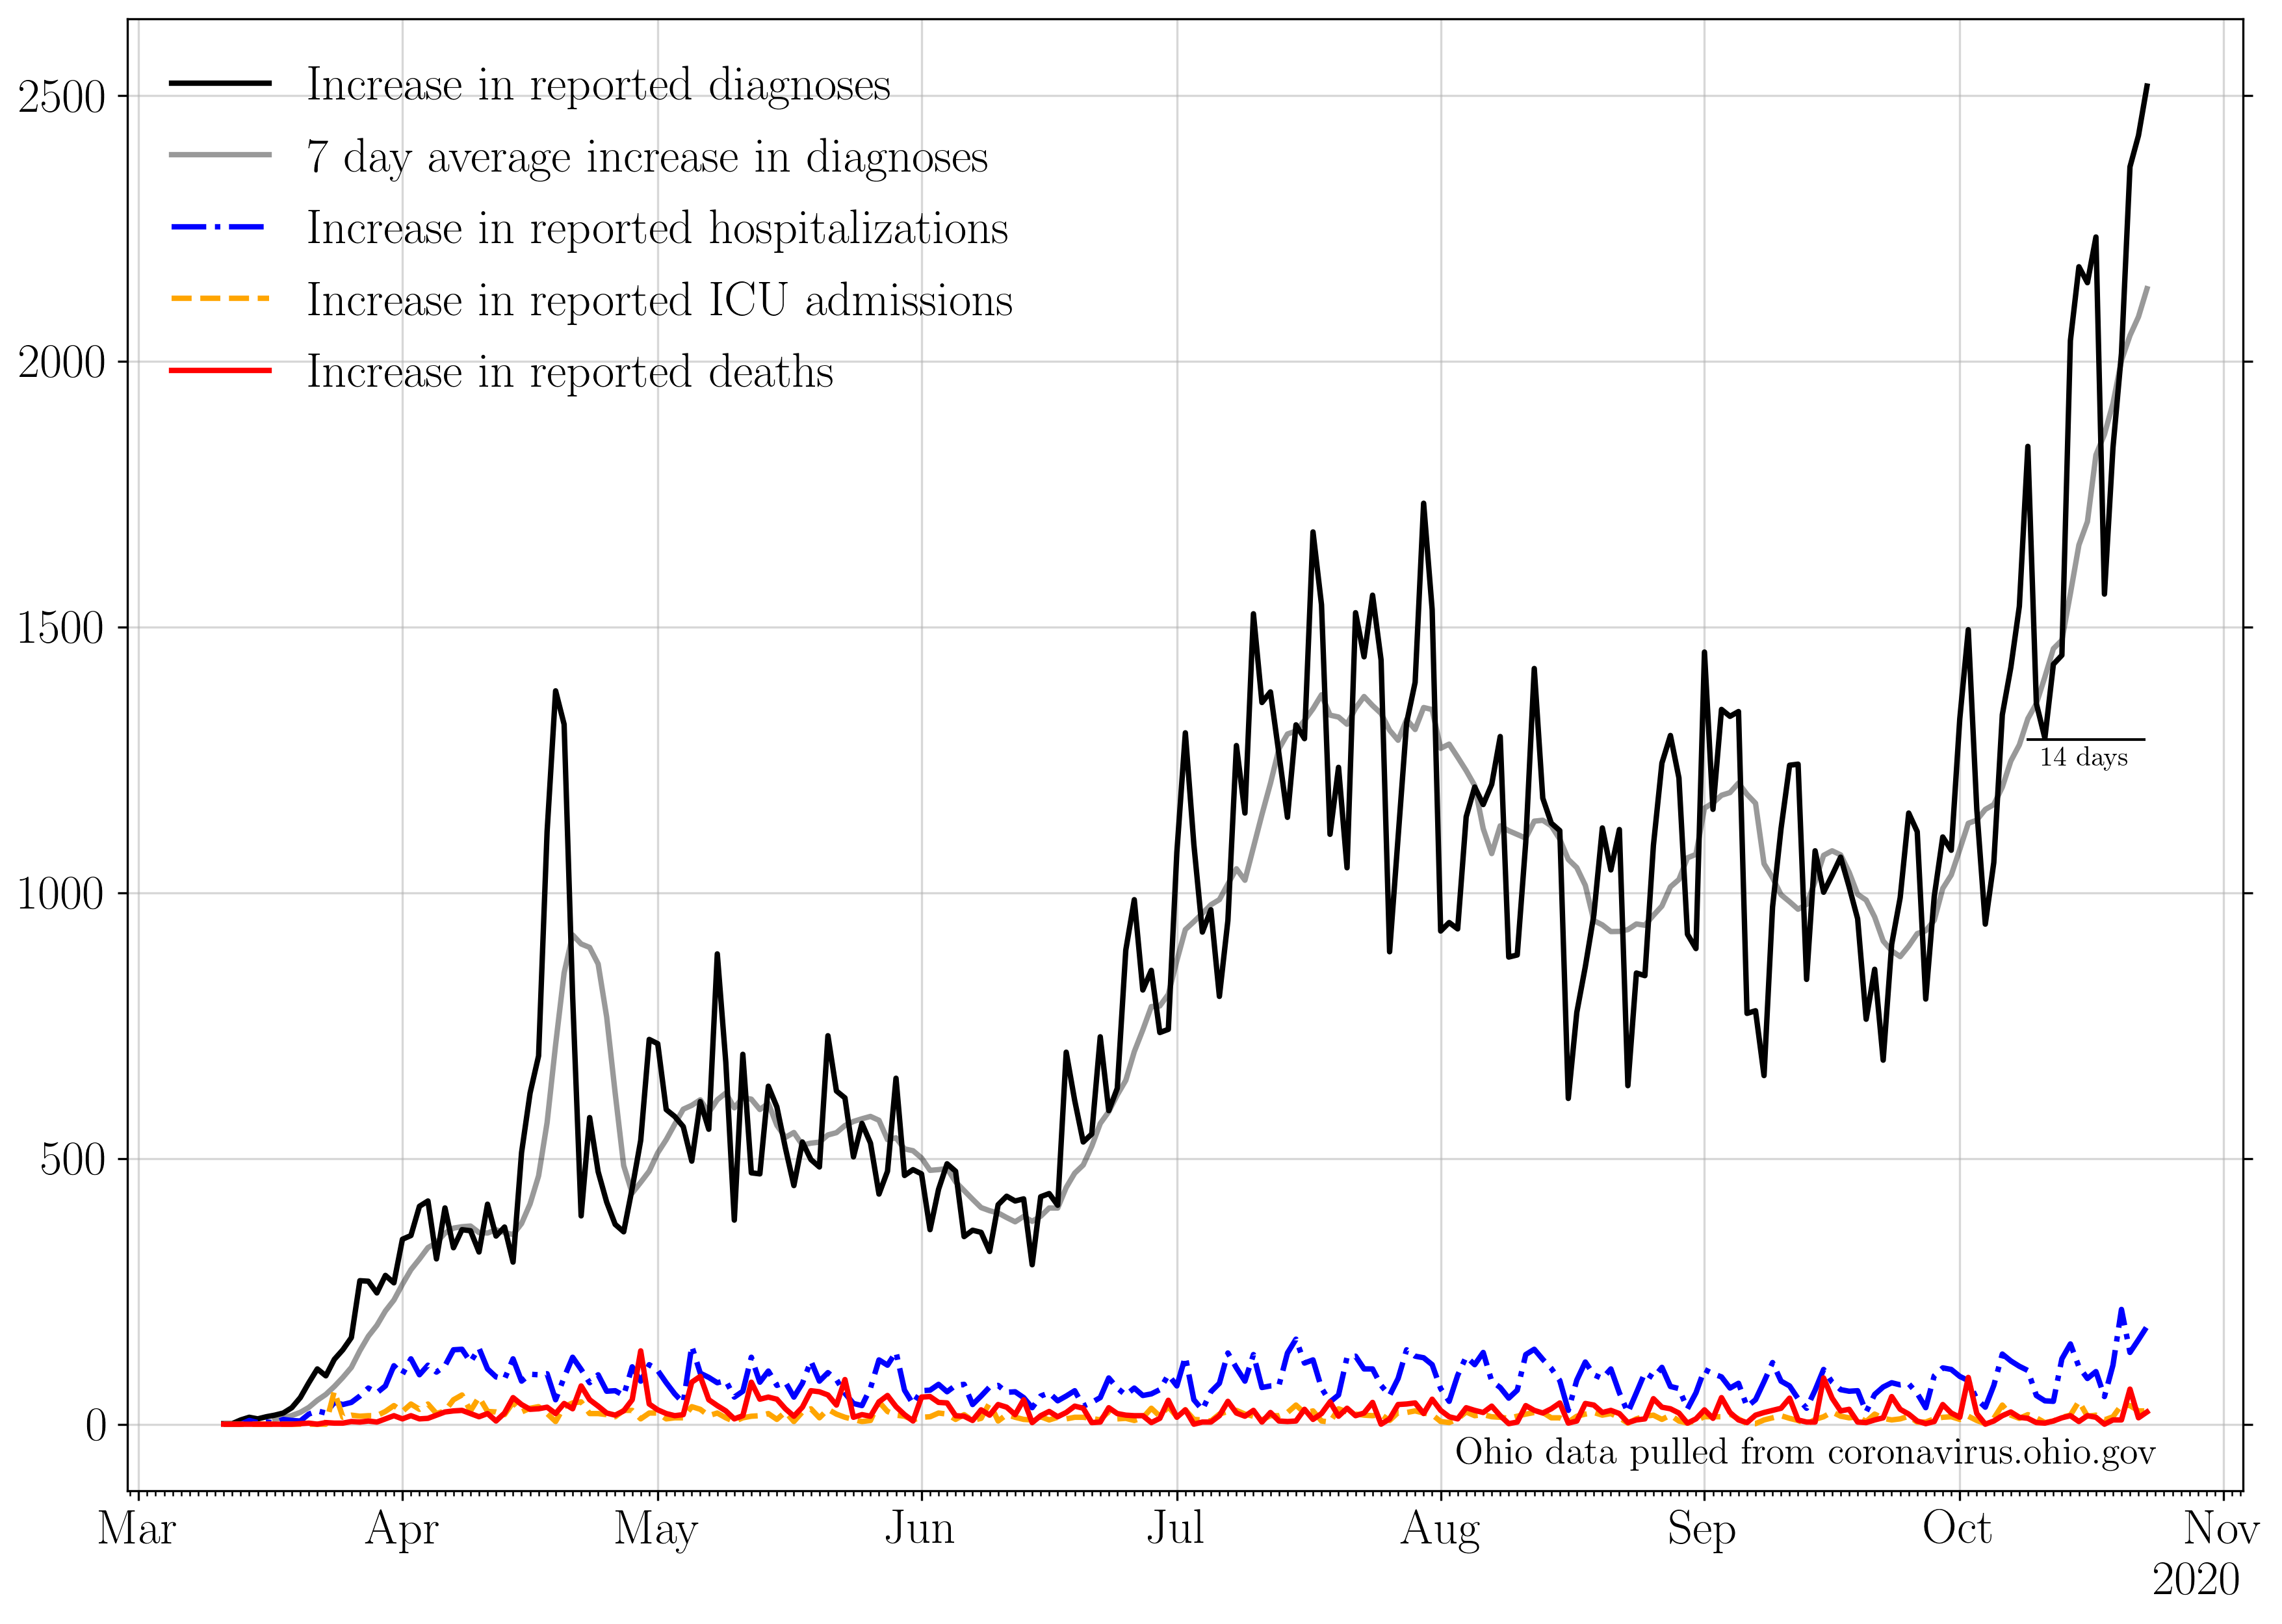 2500
2000
1500
1000
500
0
Increase in reported diagnoses
7 day average increase in diagnoses
Increase in reported hospitalizations
Increase in reported ICU admissions
Increase in reported deaths
14 days
Ohio data pulled from coronavirus.ohio.gov
Mar Apr May Jun Jul Aug Sep Oct Nov
2020